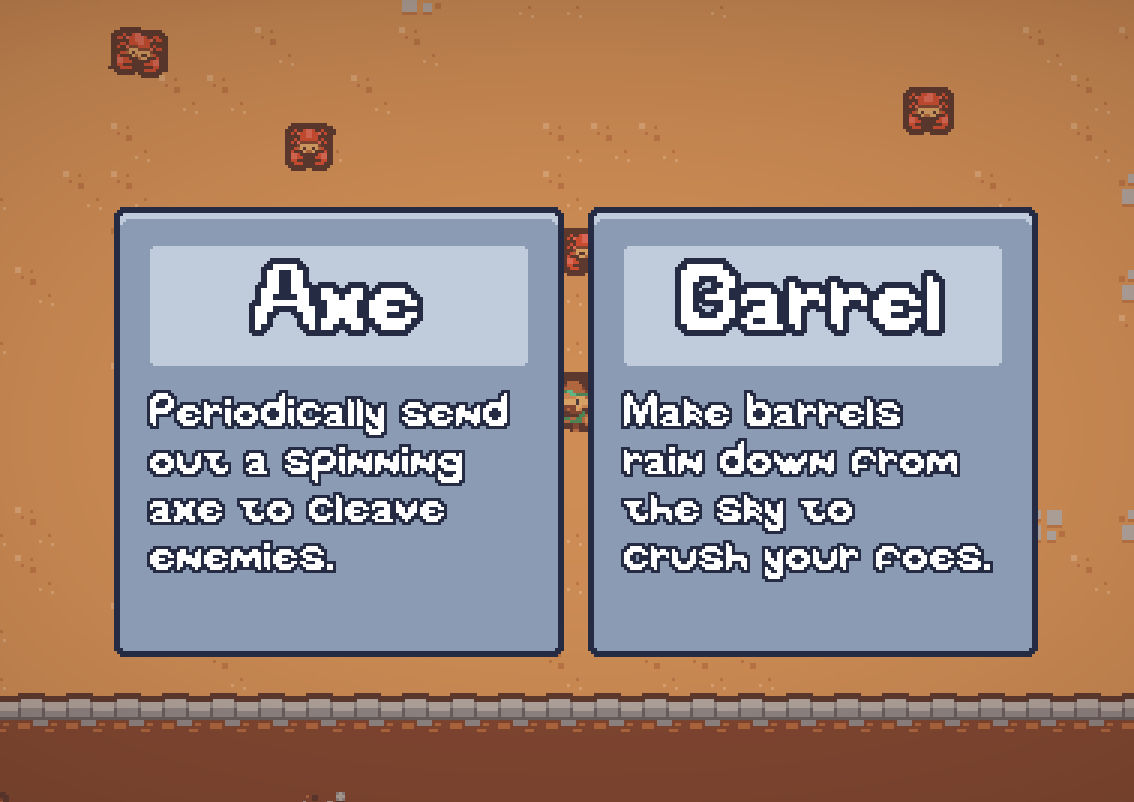 Axe
Periodically send
out a spinning
axe to cleave
enemies.
Barrel
Make barrels
rain down from
the sky to
crush your foes.